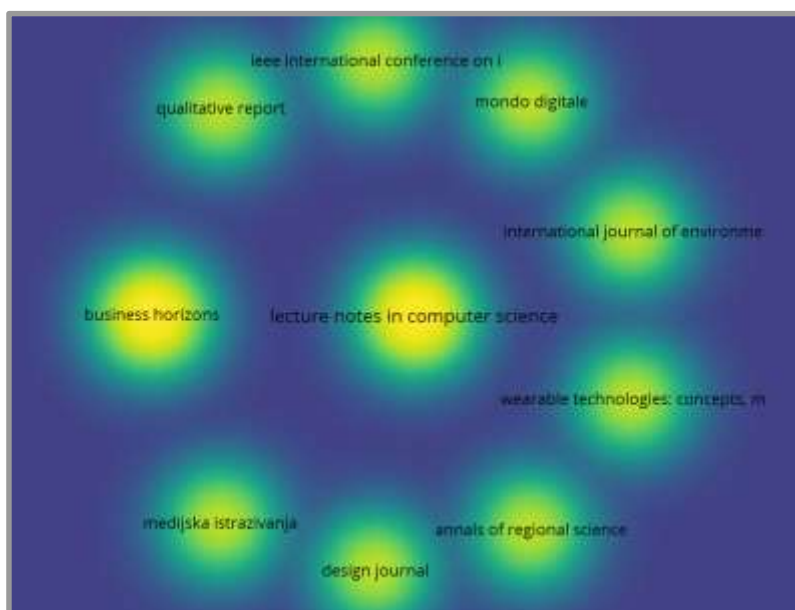 ieee international conference on i
qualitative report
mondo digitale
international journal of environme
business horizons
lecture notes in computer science
wearable technologies: concepts, m
medijska istrazivanja
annals of regional science
design journal